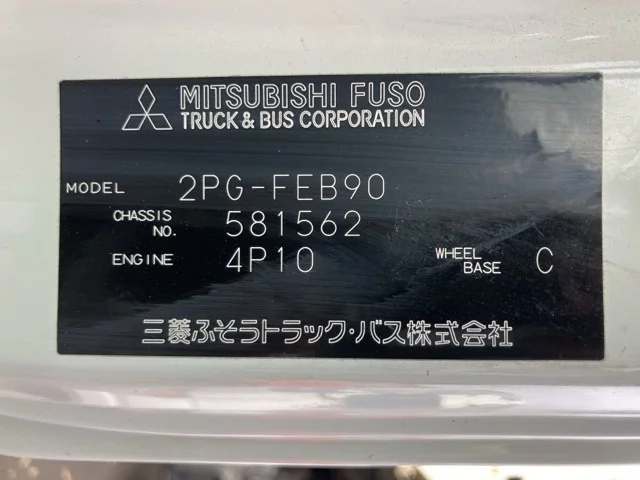 MITSUBISHI FUSO
TRUCK & BUS CORPORATION
MODEL 2PG-FEB90
CHASSIS NO. 581562
ENGINE 4P10 WHEEL BASE C
三菱ふそうトラック・バス株式会社